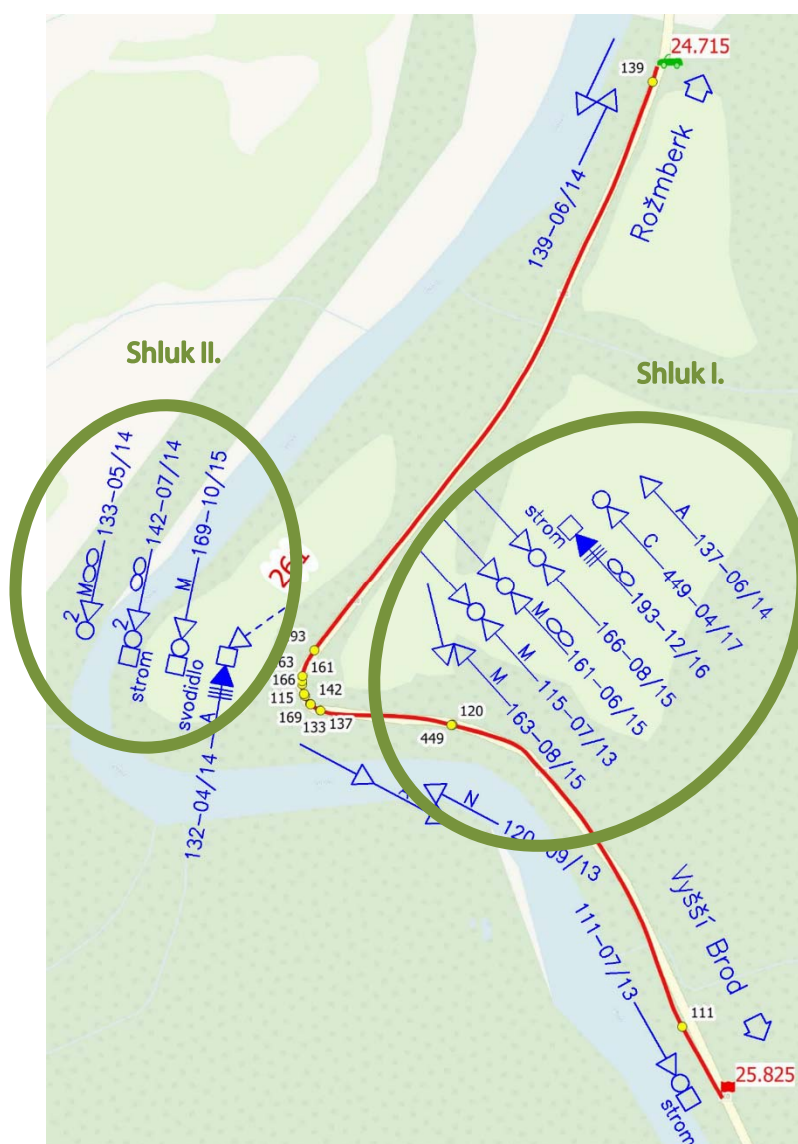 24.715
139
139-06/14
Rožmberk
Shluk II.
Shluk I.
2 M 133-05/14
2 142-07/14
strom
M 169-10/15
svodidlo
132-04/14 A
A 137-06/14
C 449-04/17
strom
193-12/16
166-08/15
M 161-06/15
M 115-07/13
M 163-08/15
261
93
63
161
166
115
142
169
133
137
120
449
N
120-09/13
111-07/13
strom
Vyšší Brod
111
25.825